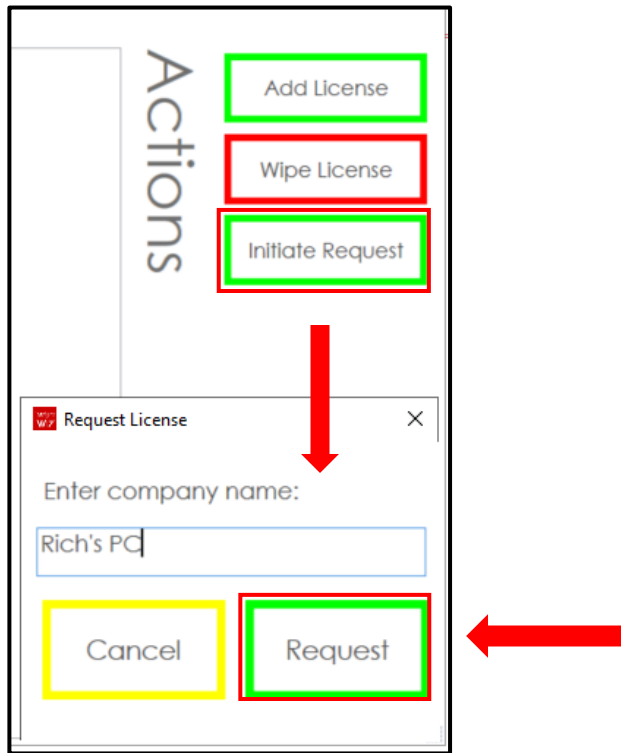 Actions
Add License
Wipe License
Initiate Request
Request License
Enter company name:
Rich's PC
Cancel
Request